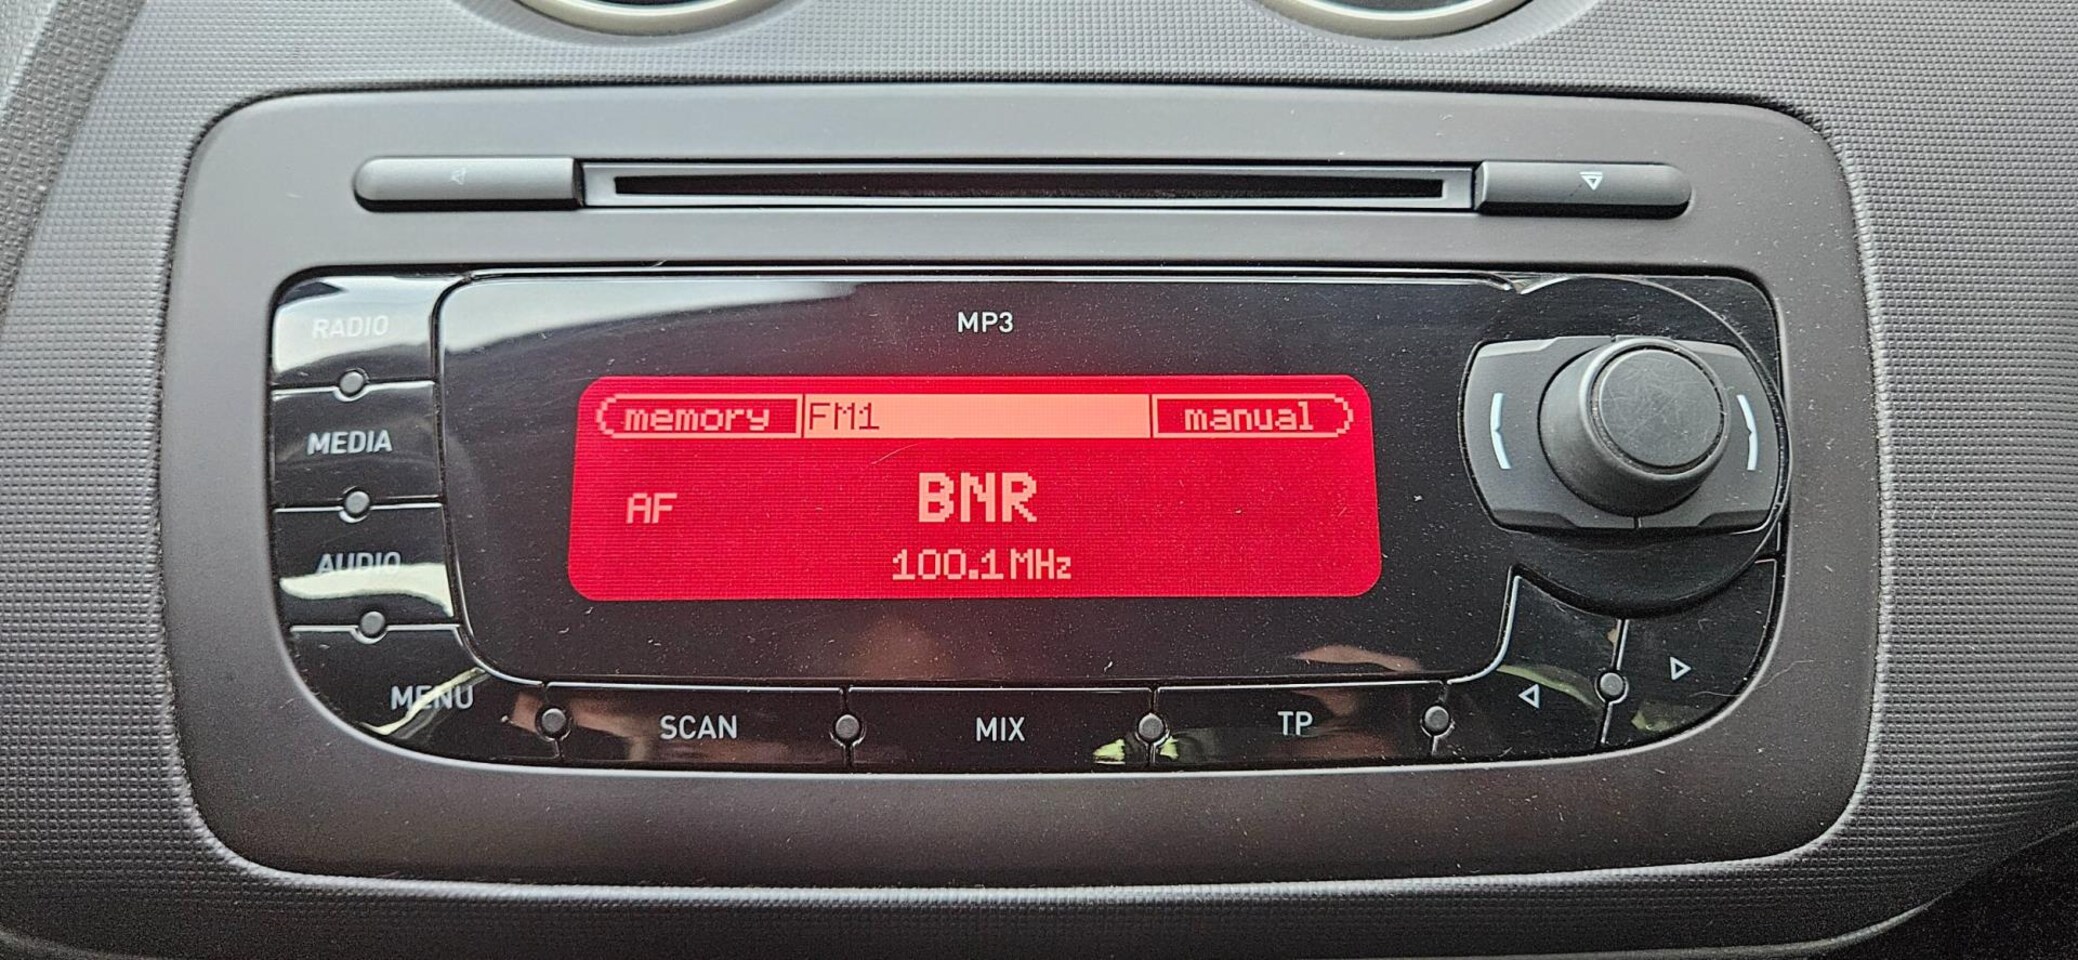 MP3
RADIO
memory FM1 manual
MEDIA
AF BNR
100.1 MHz
AUDIO
MENU
SCAN MIX TP